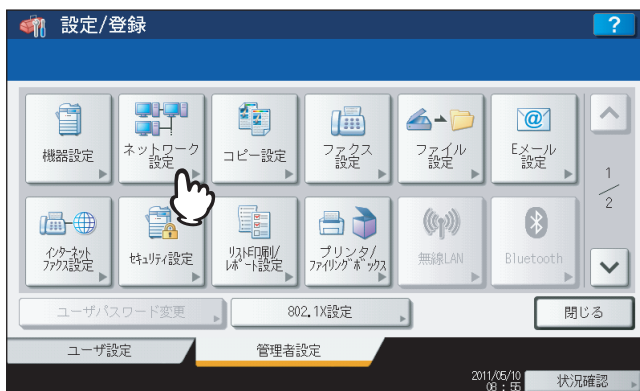 設定/登録
?
機器設定
ネットワーク
設定
コピー設定
ファクス
設定
ファイル
設定
Eメール
設定
1
/
2
インターネット
ファクス設定
セキュリティ設定
リスト印刷/
レポート設定
プリンタ/
ファイリングボックス
無線LAN
Bluetooth
ユーザパスワード変更
802.1X設定
閉じる
ユーザ設定
管理者設定
2011/05/10
08:55
状況確認